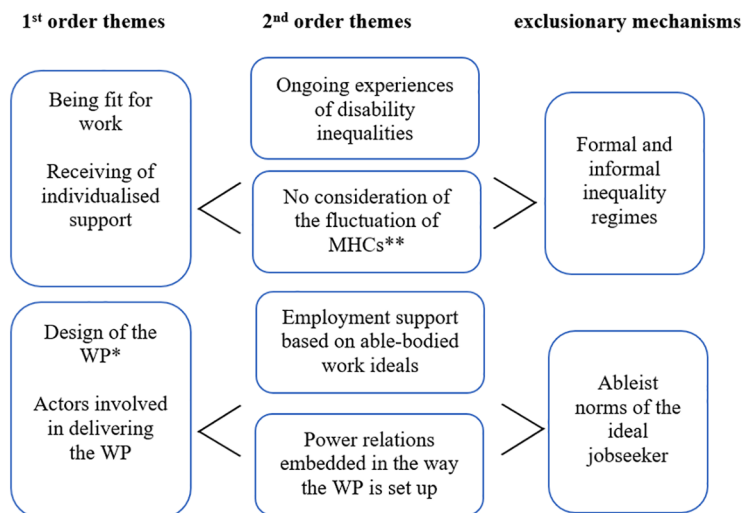 1st order themes
2nd order themes
exclusionary mechanisms
Being fit for
work
Receiving of
individualised
support
Ongoing experiences
of disability
inequalities
No consideration of
the fluctuation of
MHCs**
Formal and
informal
inequality
regimes
Design of the
WP*
Actors involved
in delivering
the WP
Employment support
based on able-bodied
work ideals
Power relations
embedded in the way
the WP is set up
Ableist
norms of the
ideal
jobseeker